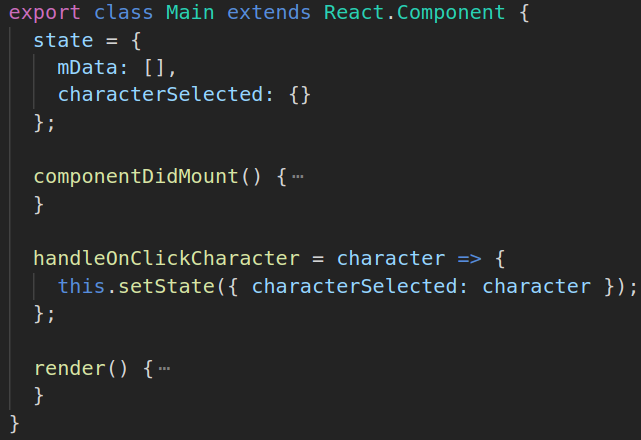 export class Main extends React.Component {
  state = {
    mData: [],
    characterSelected: {}
  };

  componentDidMount() {⋯
  }

  handleOnClickCharacter = character => {
    this.setState({ characterSelected: character });
  };

  render() {⋯
  }
}